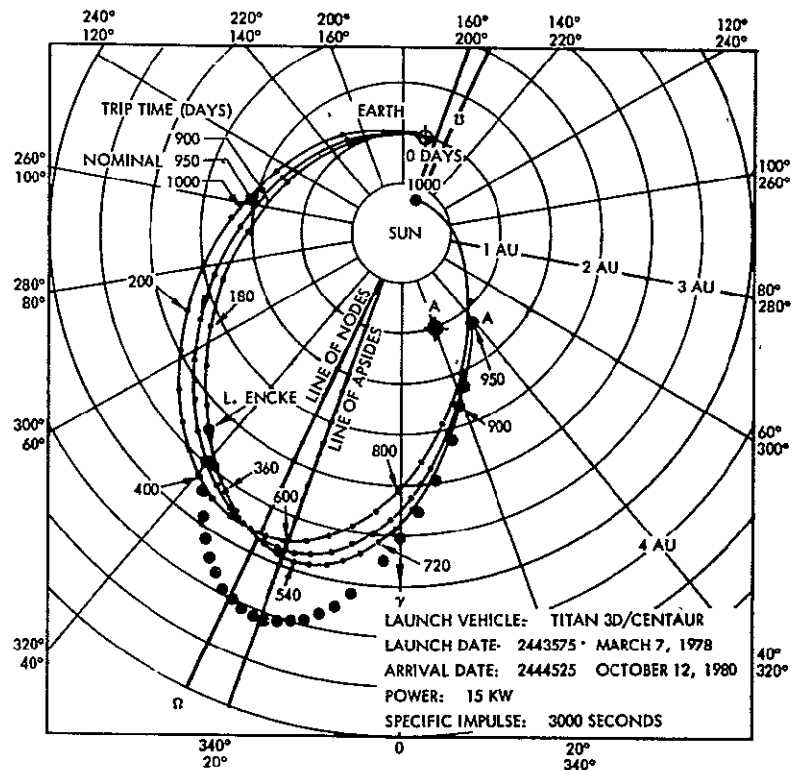 240° 220° 200° 160° 140° 120°
120° 140° 160° 200° 220° 240°
TRIP TIME (DAYS)
EARTH
900
NOMINAL 950
1000
0 DAYS
1000
260°
100°
100°
260°
SUN
1 AU
2 AU
3 AU
280°
80°
80°
280°
200
180
A
A
LINE OF NODES
LINE OF APSIDES
950
L. ENCKE
900
300°
60°
60°
300°
800
400
360
600
720
540
4 AU
γ
LAUNCH VEHICLE: TITAN 3D/CENTAUR
LAUNCH DATE: 2443575 MARCH 7, 1978
ARRIVAL DATE: 2444525 OCTOBER 12, 1980
POWER: 15 KW
SPECIFIC IMPULSE: 3000 SECONDS
320°
40°
40°
320°
Ω
340° 0 20°
20° 340°